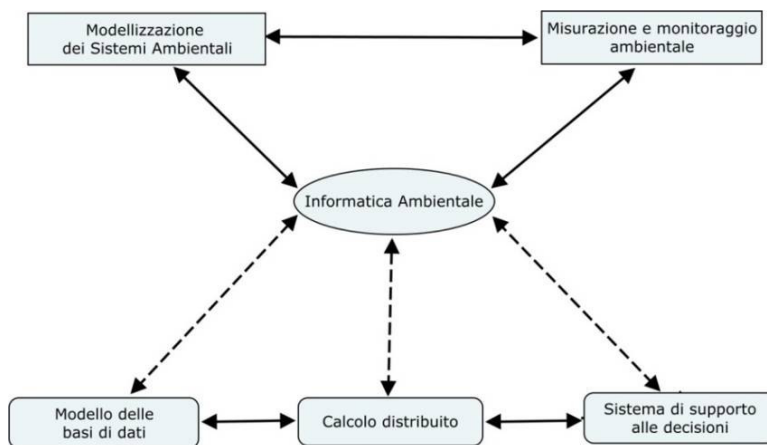 Modellizzazione
dei Sistemi Ambientali
Misurazione e monitoraggio
ambientale
Informatica Ambientale
Modello delle
basi di dati
Calcolo distribuito
Sistema di supporto
alle decisioni